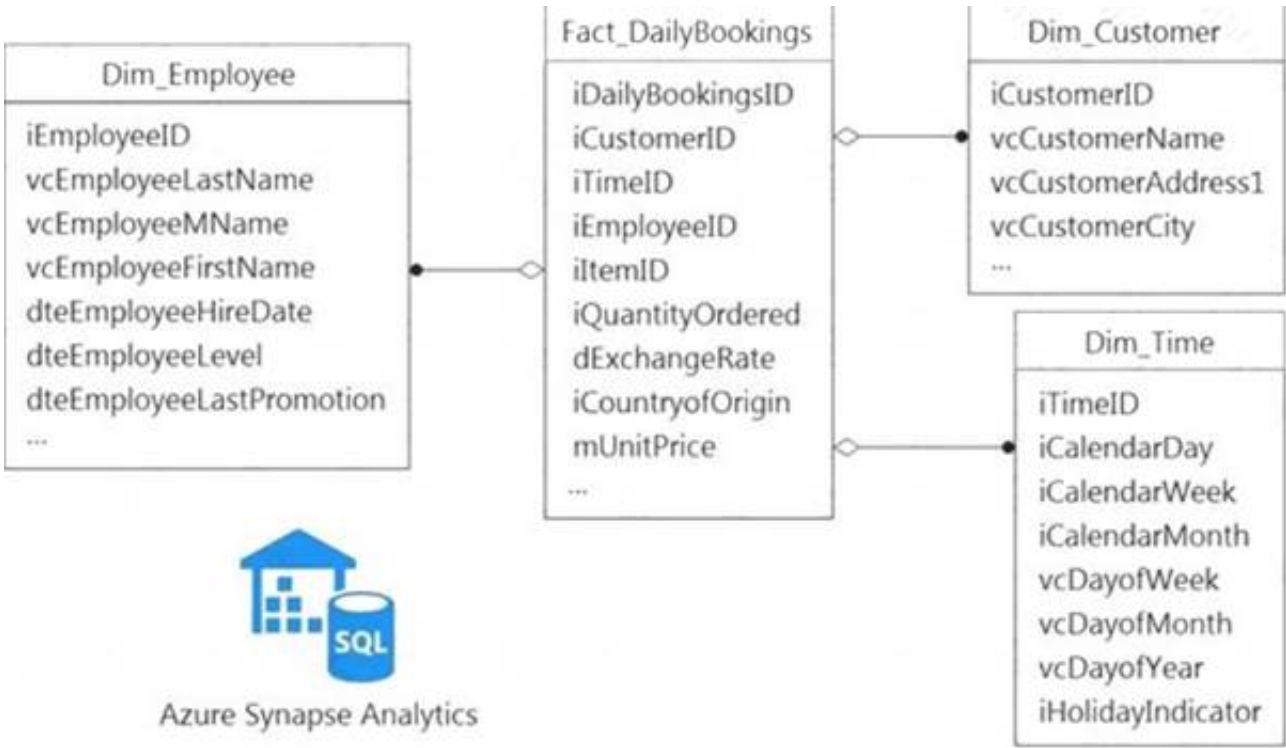 Dim_Employee
iEmployeeID
vcEmployeeLastName
vcEmployeeMName
vcEmployeeFirstName
dteEmployeeHireDate
dteEmployeeLevel
dteEmployeeLastPromotion
...
Fact_DailyBookings
iDailyBookingsID
iCustomerID
iTimeID
iEmployeeID
iItemID
iQuantityOrdered
dExchangeRate
iCountryofOrigin
mUnitPrice
...
Dim_Customer
iCustomerID
vcCustomerName
vcCustomerAddress1
vcCustomerCity
...
Dim_Time
iTimeID
iCalendarDay
iCalendarWeek
iCalendarMonth
vcDayofWeek
vcDayofMonth
vcDayofYear
iHolidayIndicator
SQL
Azure Synapse Analytics